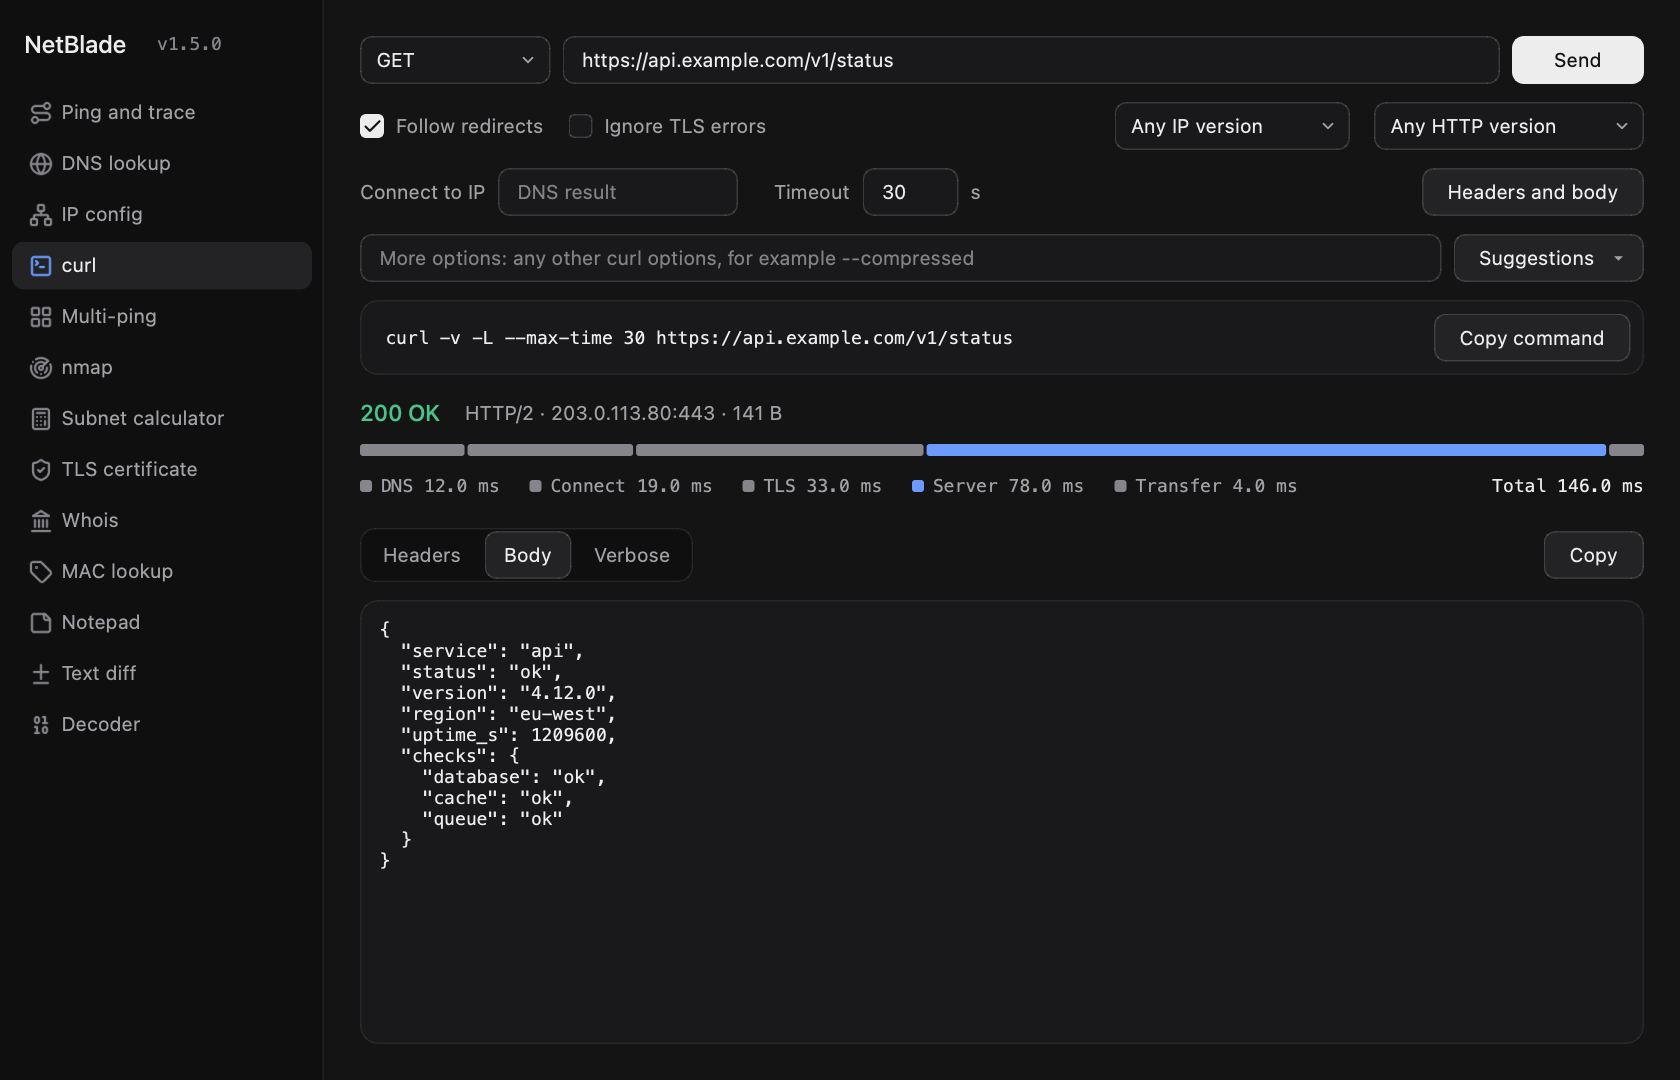 NetBlade v1.5.0
Ping and trace
DNS lookup
IP config
curl
Multi-ping
nmap
Subnet calculator
TLS certificate
Whois
MAC lookup
Notepad
Text diff
Decoder
GET https://api.example.com/v1/status Send
Follow redirects Ignore TLS errors Any IP version Any HTTP version
Connect to IP DNS result Timeout 30 s Headers and body
More options: any other curl options, for example --compressed Suggestions
curl -v -L --max-time 30 https://api.example.com/v1/status Copy command
200 OK HTTP/2 · 203.0.113.80:443 · 141 B
DNS 12.0 ms Connect 19.0 ms TLS 33.0 ms Server 78.0 ms Transfer 4.0 ms Total 146.0 ms
Headers Body Verbose Copy
{
  "service": "api",
  "status": "ok",
  "version": "4.12.0",
  "region": "eu-west",
  "uptime_s": 1209600,
  "checks": {
    "database": "ok",
    "cache": "ok",
    "queue": "ok"
  }
}